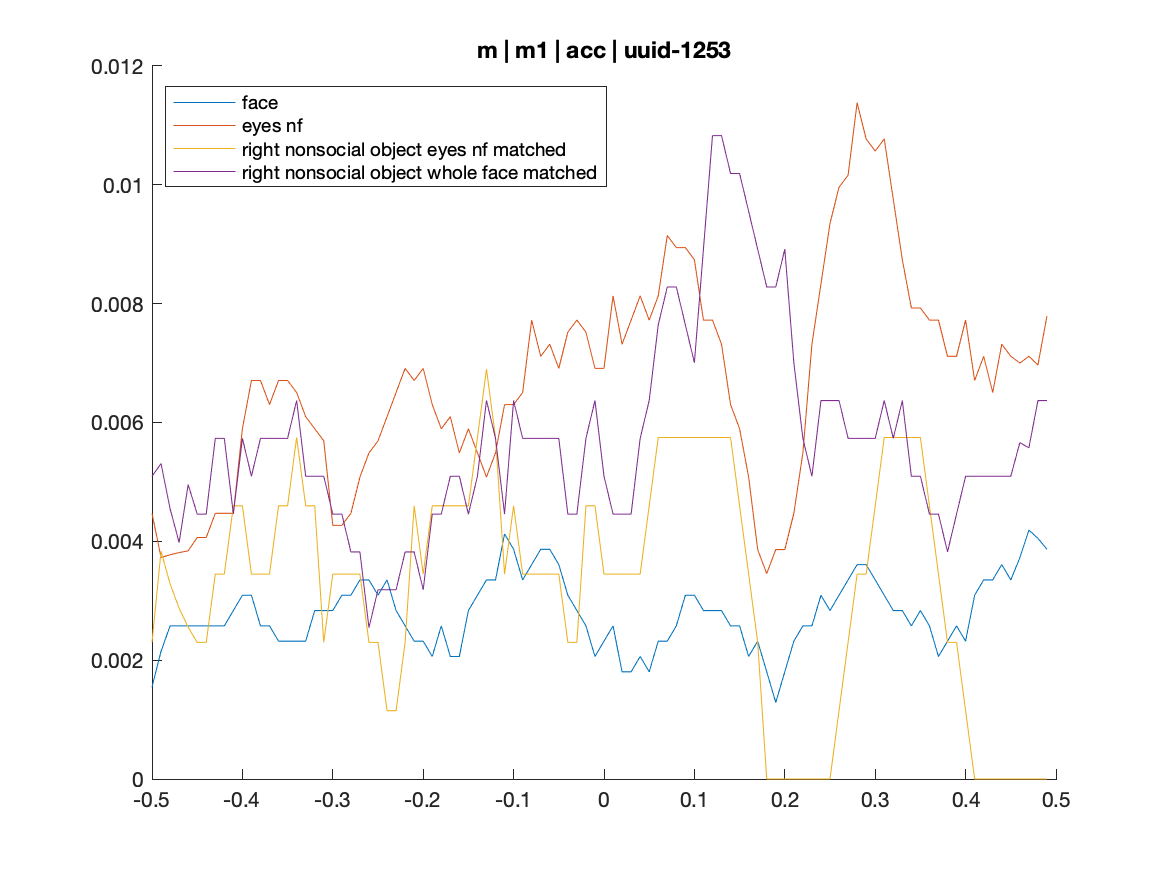 m | m1 | acc | uuid-1253
0.012
face
eyes nf
right nonsocial object eyes nf matched
right nonsocial object whole face matched
0.01
0.008
0.006
0.004
0.002
0
-0.5 -0.4 -0.3 -0.2 -0.1 0 0.1 0.2 0.3 0.4 0.5